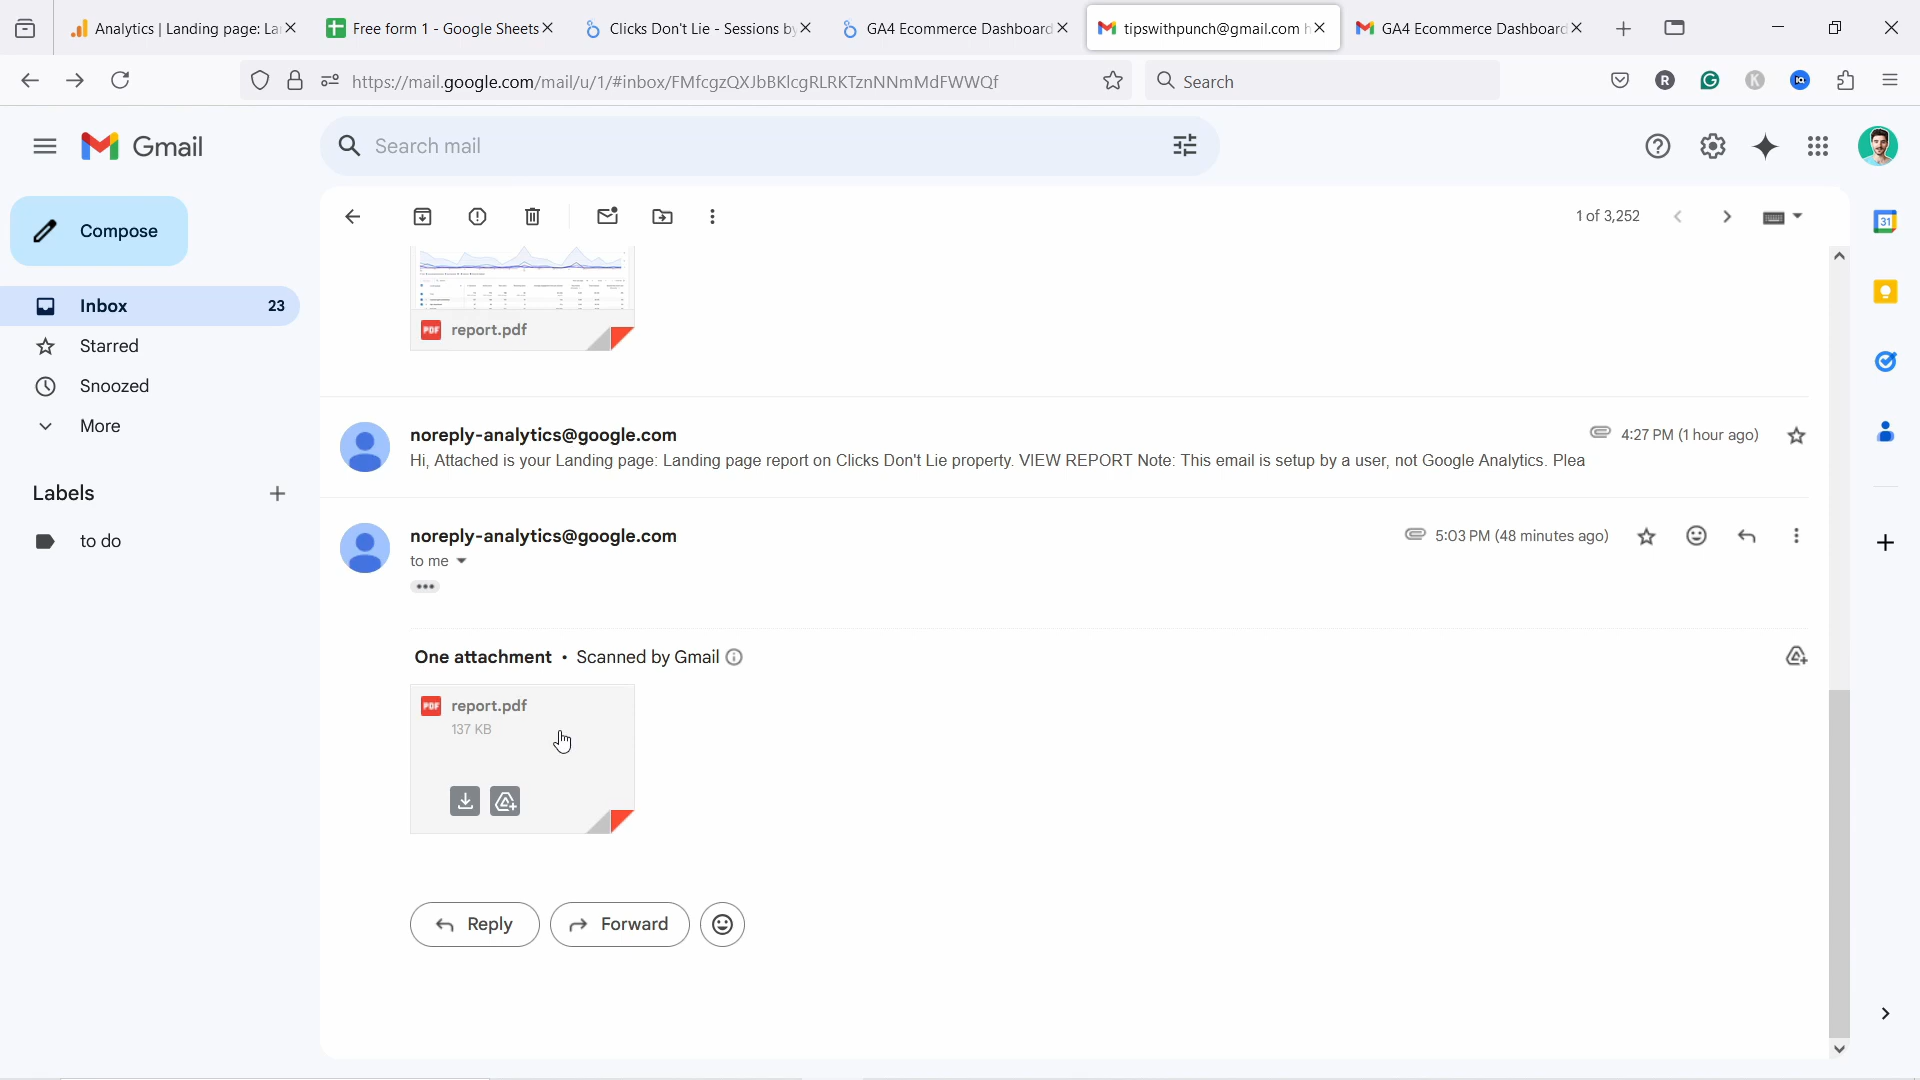 Analytics | Landing page: La
Free form 1 - Google Sheets
Clicks Don't Lie - Sessions by
GA4 Ecommerce Dashboard
tipswithpunch@gmail.com h
GA4 Ecommerce Dashboard
https://mail.google.com/mail/u/1/#inbox/FMfcgzQXJbBKlcgRLRKTznNNmMdFWWQf
Search
Gmail
Search mail
Compose
1 of 3,252
Inbox 23
Starred
Snoozed
More
Labels
to do
PDF report.pdf
noreply-analytics@google.com 4:27 PM (1 hour ago)
Hi, Attached is your Landing page: Landing page report on Clicks Don't Lie property. VIEW REPORT Note: This email is setup by a user, not Google Analytics. Plea
noreply-analytics@google.com 5:03 PM (48 minutes ago)
to me
One attachment • Scanned by Gmail
PDF report.pdf
137 KB
Reply
Forward
31